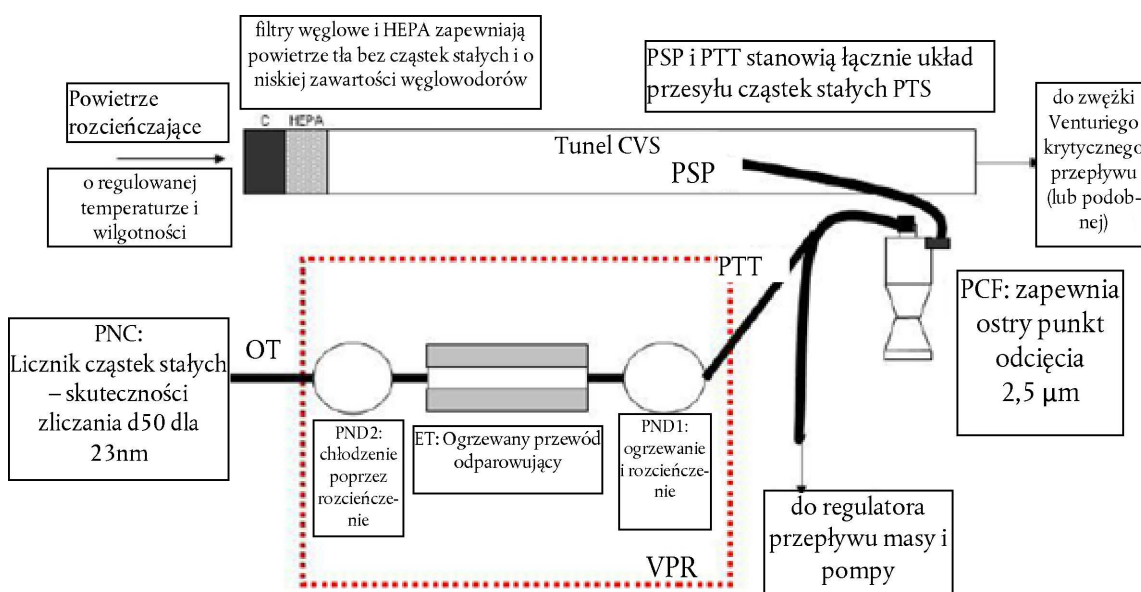 filtry węglowe i HEPA zapewniają
powietrze tła bez cząstek stałych i o
niskiej zawartości węglowodorów
PSP i PTT stanowią łącznie układ
przesyłu cząstek stałych PTS
Powietrze
rozcieńczające
C HEPA
Tunel CVS
PSP
do zwężki
Venturiego
krytycznego
przepływu
(lub podob-
nej)
o regulowanej
temperaturze i
wilgotności
PTT
PCF: zapewnia
ostry punkt
odcięcia
2,5 µm
PNC:
Licznik cząstek stałych
– skuteczności
zliczania d50 dla
23nm
OT
PND2:
chłodzenie
poprzez
rozcieńcze-
nie
ET: Ogrzewany przewód
odparowujący
PND1:
ogrzewanie
i rozcieńcze-
nie
VPR
do regulatora
przepływu masy i
pompy